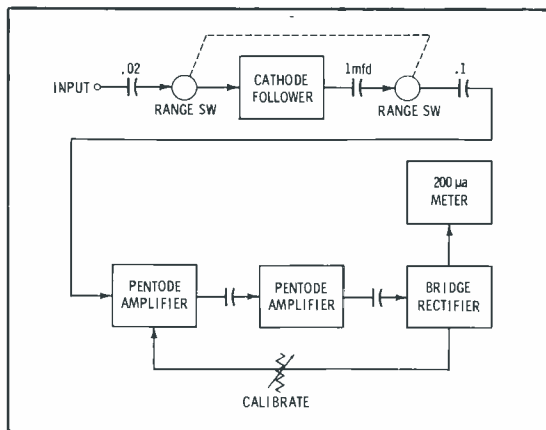 .02
1mfd
.1
INPUT
RANGE SW
CATHODE
FOLLOWER
RANGE SW
200 µa
METER
PENTODE
AMPLIFIER
PENTODE
AMPLIFIER
BRIDGE
RECTIFIER
CALIBRATE